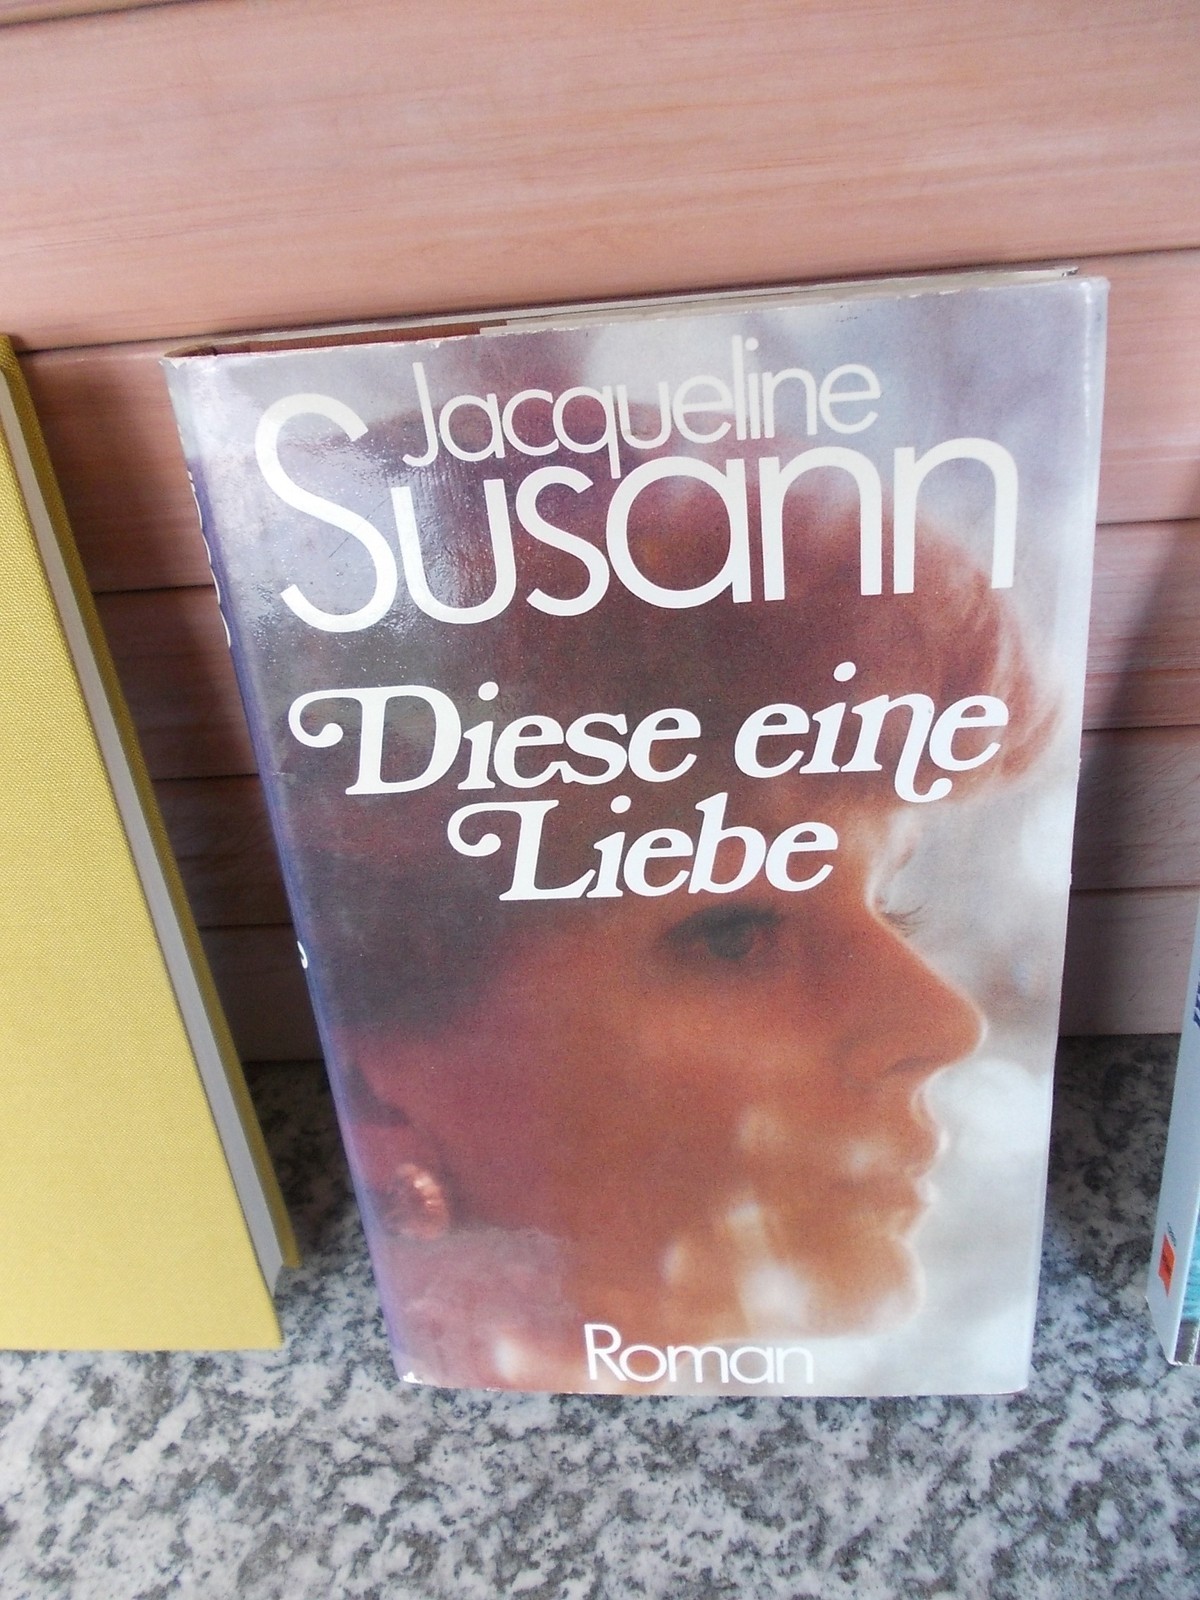 Jacqueline
Susann
Diese eine
Liebe
Roman